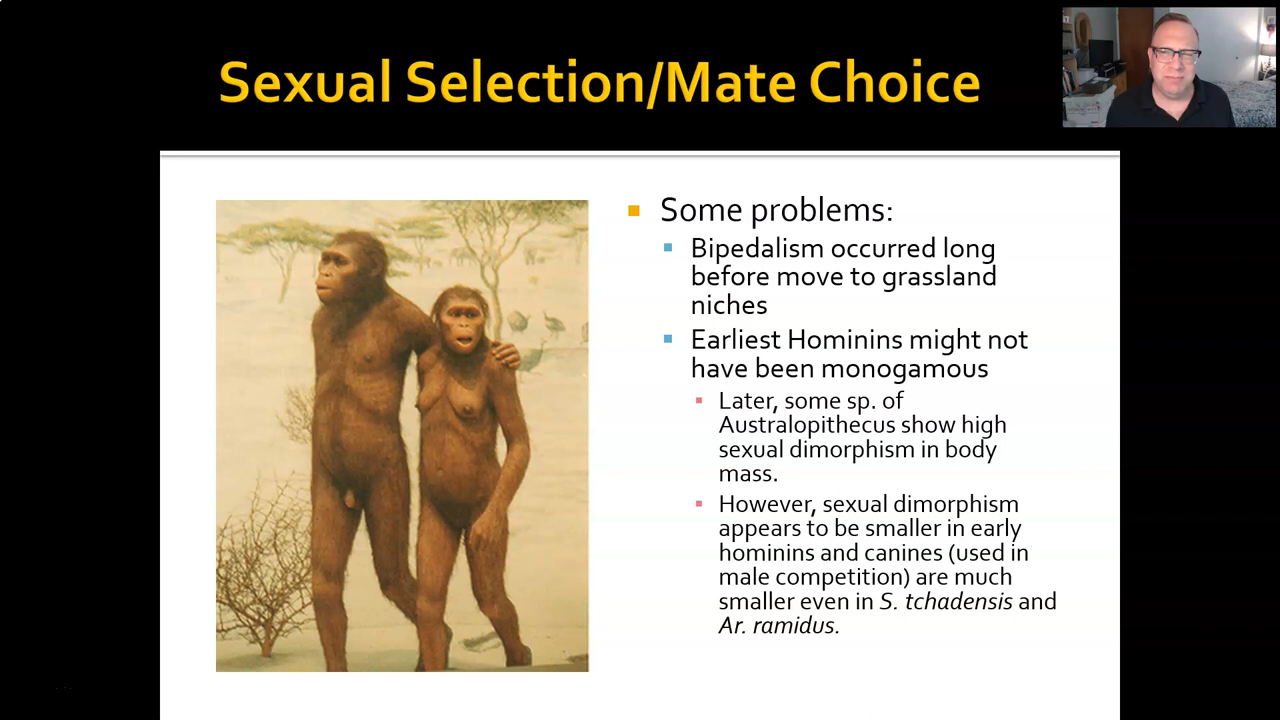 Sexual Selection/Mate Choice
Some problems:
Bipedalism occurred long
before move to grassland
niches
Earliest Hominins might not
have been monogamous
Later, some sp. of
Australopithecus show high
sexual dimorphism in body
mass.
However, sexual dimorphism
appears to be smaller in early
hominins and canines (used in
male competition) are much
smaller even in S. tchadensis and
Ar. ramidus.